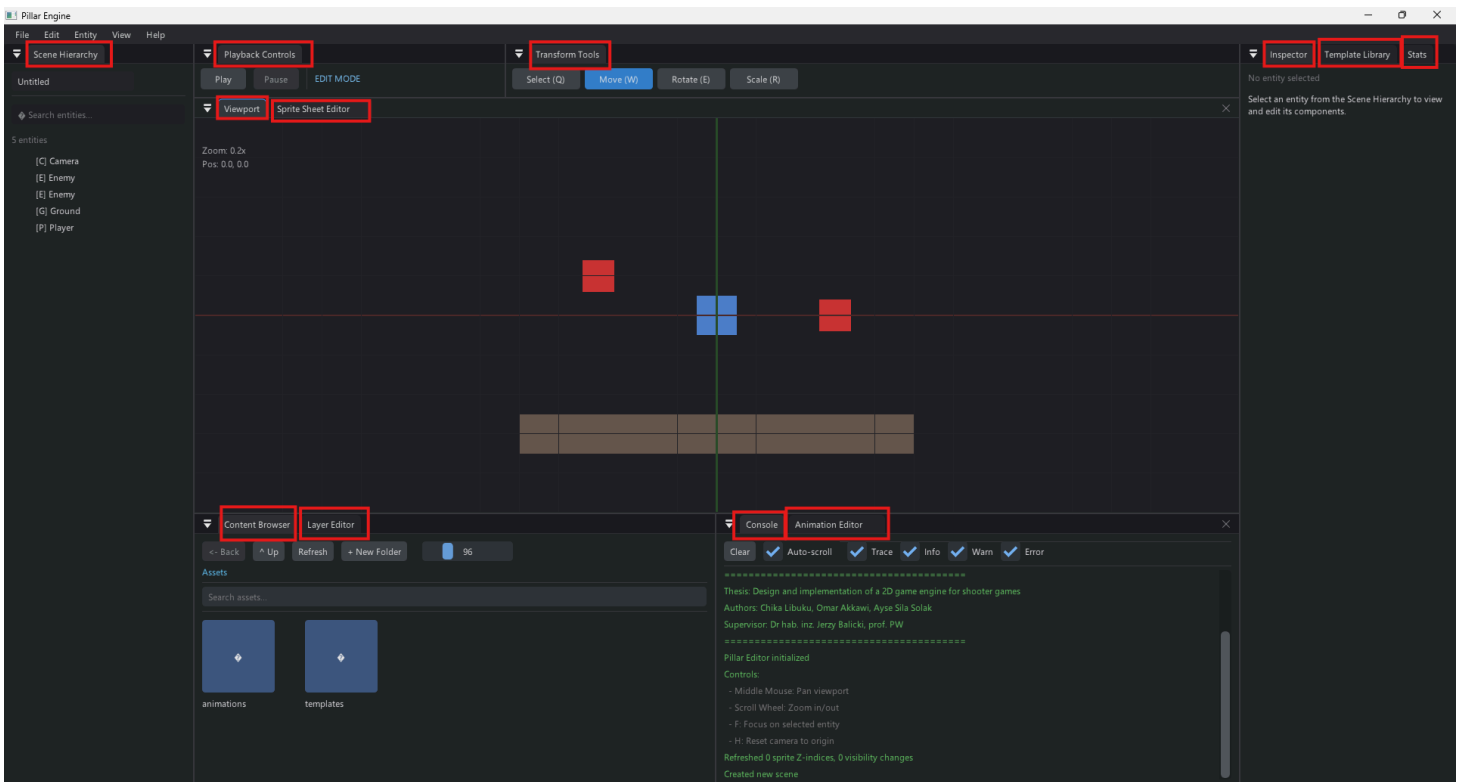 Pillar Engine
File Edit Entity View Help
Scene Hierarchy
Untitled
� Search entities...
5 entities
[C] Camera
[E] Enemy
[E] Enemy
[G] Ground
[P] Player
Playback Controls
Play Pause EDIT MODE
Transform Tools
Select (Q) Move (W) Rotate (E) Scale (R)
Viewport Sprite Sheet Editor
Zoom: 0.2x
Pos: 0.0, 0.0
Inspector Template Library Stats
No entity selected
Select an entity from the Scene Hierarchy to view
and edit its components.
Content Browser Layer Editor
<- Back ^ Up Refresh + New Folder 96
Assets
Search assets...
� �
animations templates
Console Animation Editor
Clear Auto-scroll Trace Info Warn Error
========================================
Thesis: Design and implementation of a 2D game engine for shooter games
Authors: Chika Libuku, Omar Akkawi, Ayse Sila Solak
Supervisor: Dr hab. inz. Jerzy Balicki, prof. PW
========================================
Pillar Editor initialized
Controls:
- Middle Mouse: Pan viewport
- Scroll Wheel: Zoom in/out
- F: Focus on selected entity
- H: Reset camera to origin
Refreshed 0 sprite Z-indices, 0 visibility changes
Created new scene